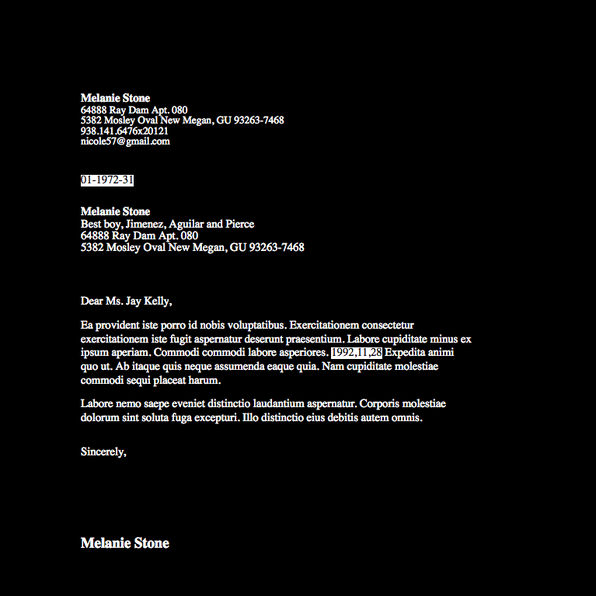 Melanie Stone
64888 Ray Dam Apt. 080
5382 Mosley Oval New Megan, GU 93263-7468
938.141.6476x20121
nicole57@gmail.com
01-1972-31
Melanie Stone
Best boy, Jimenez, Aguilar and Pierce
64888 Ray Dam Apt. 080
5382 Mosley Oval New Megan, GU 93263-7468
Dear Ms. Jay Kelly,
Ea provident iste porro id nobis voluptatibus. Exercitationem consectetur
exercitationem iste fugit aspernatur deserunt praesentium. Labore cupiditate minus ex
ipsum aperiam. Commodi commodi labore asperiores. 1992,11,28 Expedita animi
quo ut. Ab itaque quis neque assumenda eaque quia. Nam cupiditate molestiae
commodi sequi placeat harum.
Labore nemo saepe eveniet distinctio laudantium aspernatur. Corporis molestiae
dolorum sint soluta fuga excepturi. Illo distinctio eius debitis autem omnis.
Sincerely,
Melanie Stone